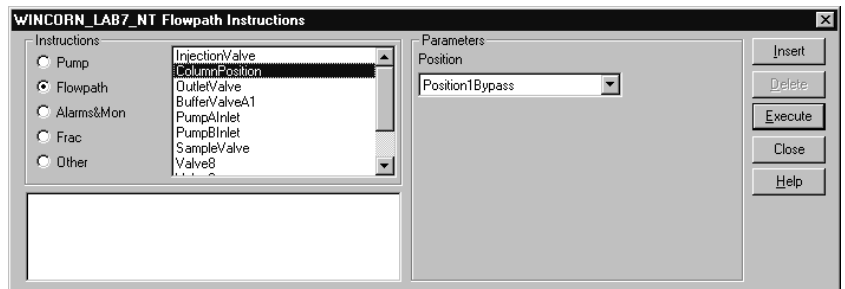 WINCORN_LAB7_NT Flowpath Instructions
Instructions
Pump
Flowpath
Alarms&Mon
Frac
Other
InjectionValve
ColumnPosition
OutletValve
BufferValveA1
PumpAInlet
PumpBInlet
SampleValve
Valve8
Parameters
Position
Position1Bypass
Insert
Delete
Execute
Close
Help